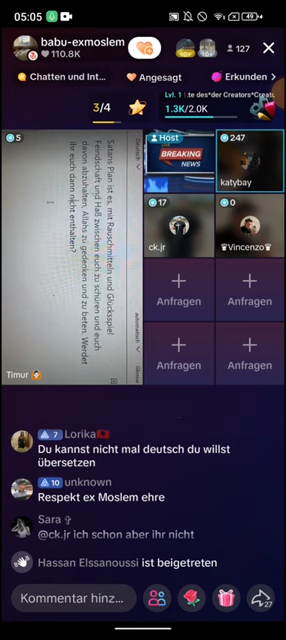 05:05
49
babu-exmoslem
110.8K
127
Chatten und Int...
Angesagt
Erkunden
3/4
Lvl. 1
:te des*der Creators*Creat
1.3K/2.0K
5
Deutsch
automatisch
Glossar
Satans Plan ist es, mit Rauschmitteln und Glücksspiel
Feindschaft und Haß zwischen euch zu schüren und euch
davon abzuhalten, Allahs zu gedenken und zu beten. Werdet
ihr euch dann nicht enthalten?
Timur
Host
BREAKING
NEWS
247
katybay
17
ck.jr
0
Vincenzo
Anfragen
Anfragen
Anfragen
Anfragen
7 Lorika
Du kannst nicht mal deutsch du willst
übersetzen
10 unknown
Respekt ex Moslem ehre
Sara ✞
@ck.jr ich schon aber ihr nicht
Hassan Elssanoussi ist beigetreten
Kommentar hinz...
27